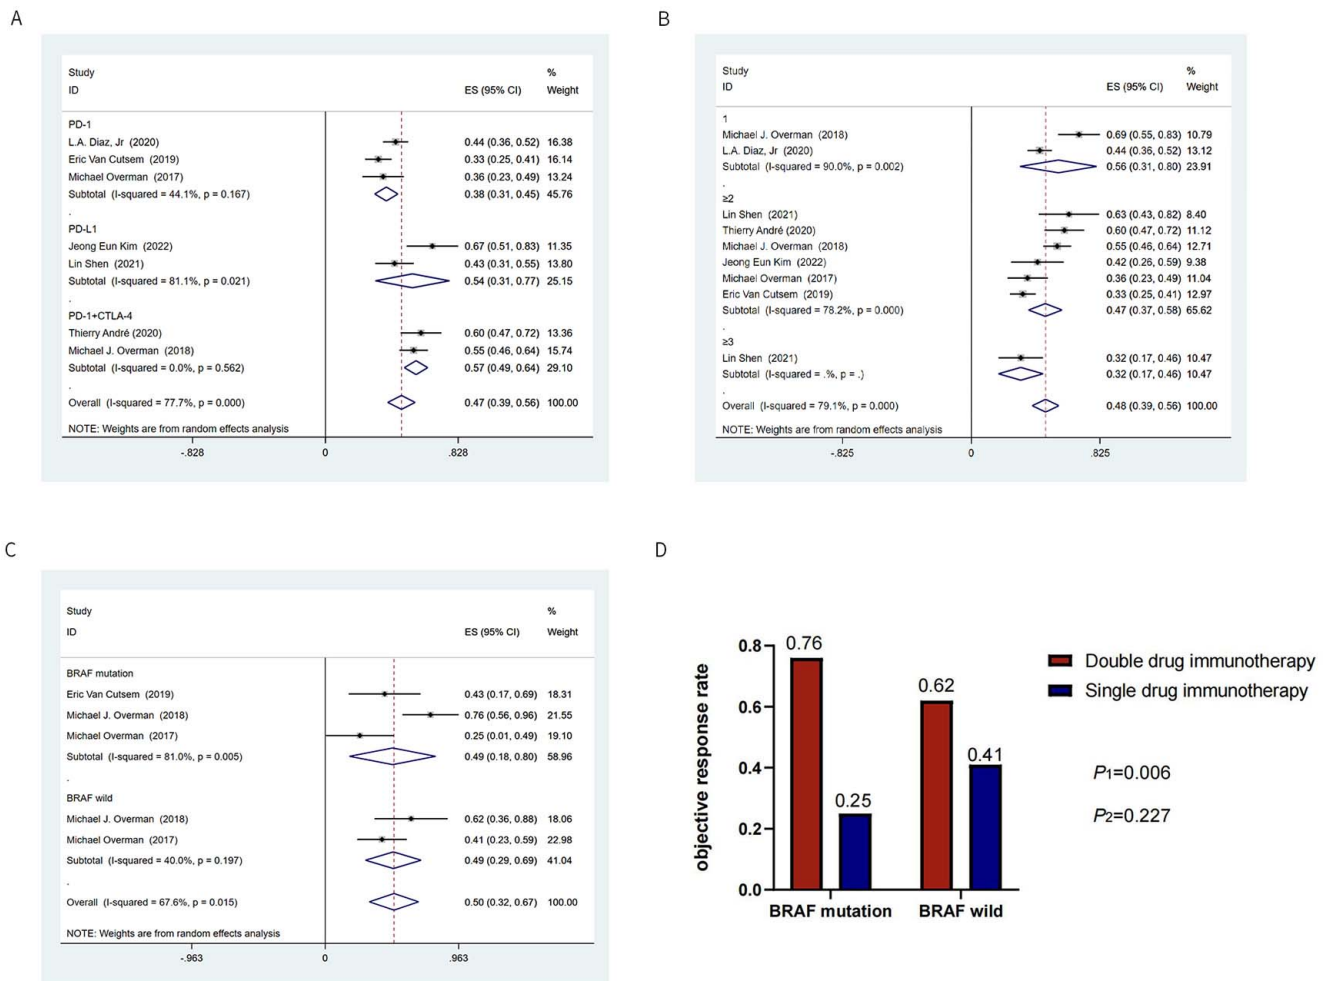 A
Study %
ID ES (95% CI) Weight
PD-1
L.A. Diaz, Jr (2020) 0.44 (0.36, 0.52) 16.38
Eric Van Cutsem (2019) 0.33 (0.25, 0.41) 16.14
Michael Overman (2017) 0.36 (0.23, 0.49) 13.24
Subtotal (I-squared = 44.1%, p = 0.167) 0.38 (0.31, 0.45) 45.76
.
PD-L1
Jeong Eun Kim (2022) 0.67 (0.51, 0.83) 11.35
Lin Shen (2021) 0.43 (0.31, 0.55) 13.80
Subtotal (I-squared = 81.1%, p = 0.021) 0.54 (0.31, 0.77) 25.15
.
PD-1+CTLA-4
Thierry André (2020) 0.60 (0.47, 0.72) 13.36
Michael J. Overman (2018) 0.55 (0.46, 0.64) 15.74
Subtotal (I-squared = 0.0%, p = 0.562) 0.57 (0.49, 0.64) 29.10
.
Overall (I-squared = 77.7%, p = 0.000) 0.47 (0.39, 0.56) 100.00
NOTE: Weights are from random effects analysis
-.828 0 .828
B
Study %
ID ES (95% CI) Weight
1
Michael J. Overman (2018) 0.69 (0.55, 0.83) 10.79
L.A. Diaz, Jr (2020) 0.44 (0.36, 0.52) 13.12
Subtotal (I-squared = 90.0%, p = 0.002) 0.56 (0.31, 0.80) 23.91
.
≥2
Lin Shen (2021) 0.63 (0.43, 0.82) 8.40
Thierry André (2020) 0.60 (0.47, 0.72) 11.12
Michael J. Overman (2018) 0.55 (0.46, 0.64) 12.71
Jeong Eun Kim (2022) 0.42 (0.26, 0.59) 9.38
Michael Overman (2017) 0.36 (0.23, 0.49) 11.04
Eric Van Cutsem (2019) 0.33 (0.25, 0.41) 12.97
Subtotal (I-squared = 78.2%, p = 0.000) 0.47 (0.37, 0.58) 65.62
.
≥3
Lin Shen (2021) 0.32 (0.17, 0.46) 10.47
Subtotal (I-squared = .%, p = .) 0.32 (0.17, 0.46) 10.47
.
Overall (I-squared = 79.1%, p = 0.000) 0.48 (0.39, 0.56) 100.00
NOTE: Weights are from random effects analysis
-.825 0 .825
C
Study %
ID ES (95% CI) Weight
BRAF mutation
Eric Van Cutsem (2019) 0.43 (0.17, 0.69) 18.31
Michael J. Overman (2018) 0.76 (0.56, 0.96) 21.55
Michael Overman (2017) 0.25 (0.01, 0.49) 19.10
Subtotal (I-squared = 81.0%, p = 0.005) 0.49 (0.18, 0.80) 58.96
.
BRAF wild
Michael J. Overman (2018) 0.62 (0.36, 0.88) 18.06
Michael Overman (2017) 0.41 (0.23, 0.59) 22.98
Subtotal (I-squared = 40.0%, p = 0.197) 0.49 (0.29, 0.69) 41.04
.
Overall (I-squared = 67.6%, p = 0.015) 0.50 (0.32, 0.67) 100.00
NOTE: Weights are from random effects analysis
-.963 0 .963
D
objective response rate
0.8
0.6
0.4
0.2
0.0
0.76
0.25
0.62
0.41
BRAF mutation BRAF wild
Double drug immunotherapy
Single drug immunotherapy
P1=0.006
P2=0.227